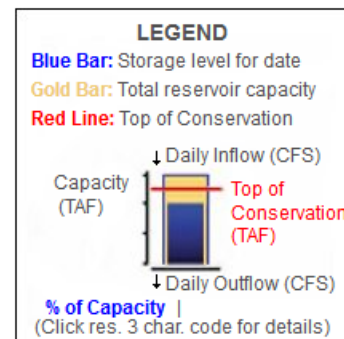 LEGEND
Blue Bar: Storage level for date
Gold Bar: Total reservoir capacity
Red Line: Top of Conservation
↓ Daily Inflow (CFS)
Capacity
(TAF)
Top of
Conservation
(TAF)
↓ Daily Outflow (CFS)
% of Capacity |
(Click res. 3 char. code for details)